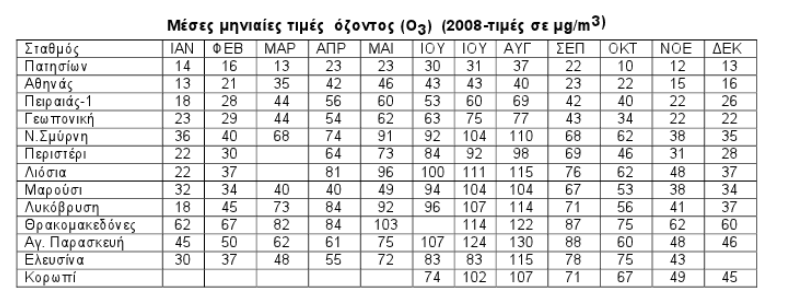 Μέσες μηνιαίες τιμές όζοντος (O3) (2008-τιμές σε μg/m3)
Σταθμός ΙΑΝ ΦΕΒ ΜΑΡ ΑΠΡ ΜΑΙ ΙΟΥ ΙΟΥ ΑΥΓ ΣΕΠ ΟΚΤ ΝΟΕ ΔΕΚ
Πατησίων 14 16 13 23 23 30 31 37 22 10 12 13
Αθηνάς 13 21 35 42 46 43 43 40 23 22 15 16
Πειραιάς-1 18 28 44 56 60 53 60 69 42 40 22 26
Γεωπονική 23 29 44 54 62 63 75 77 43 34 22 22
Ν.Σμύρνη 36 40 68 74 91 92 104 110 68 62 38 35
Περιστέρι 22 30 64 73 84 92 98 69 46 31 28
Λιόσια 22 37 81 96 100 111 115 76 62 48 37
Μαρούσι 32 34 40 40 49 94 104 104 67 53 38 34
Λυκόβρυση 18 45 73 84 92 96 107 114 71 56 41 37
Θρακομακεδόνες 62 67 82 84 103 114 122 87 75 62 60
Αγ. Παρασκευή 45 50 62 61 75 107 124 130 88 60 48 46
Ελευσίνα 30 37 48 55 72 83 83 115 78 75 43
Κορωπί 74 102 107 71 67 49 45